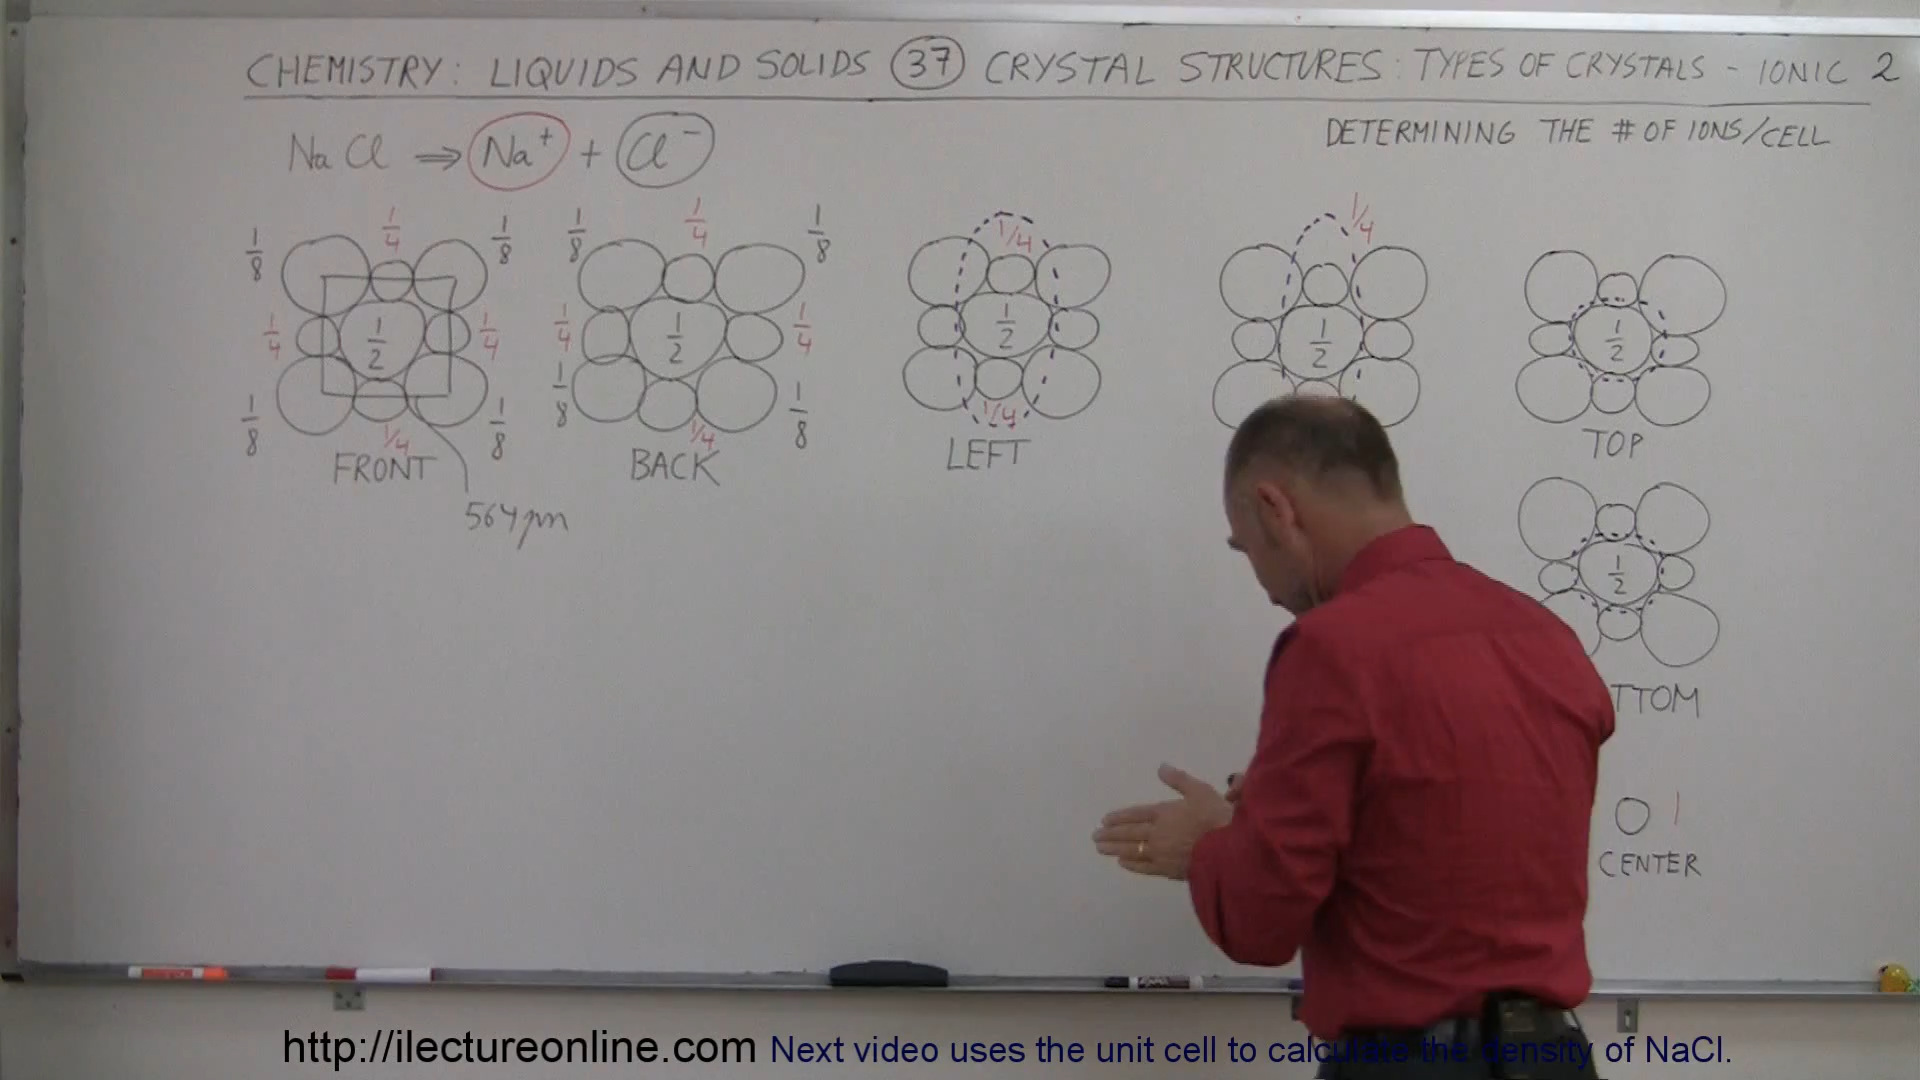 CHEMISTRY: LIQUIDS AND SOLIDS 37 CRYSTAL STRUCTURES: TYPES OF CRYSTALS - IONIC 2
DETERMINING THE # OF IONS/CELL
NaCl ⇒ Na+ + Cl-
1/8 1/4 1/8 1/8 1/4 1/8 1/4 1/4
1/4 1/2 1/4 1/4 1/2 1/4 1/2 1/2 1/2
1/8 1/4 1/8 1/8 1/4 1/8 1/4
FRONT BACK LEFT TOP
564pm
1/2
TTOM
1
CENTER
http://ilectureonline.com Next video uses the unit cell to calculate the density of NaCl.